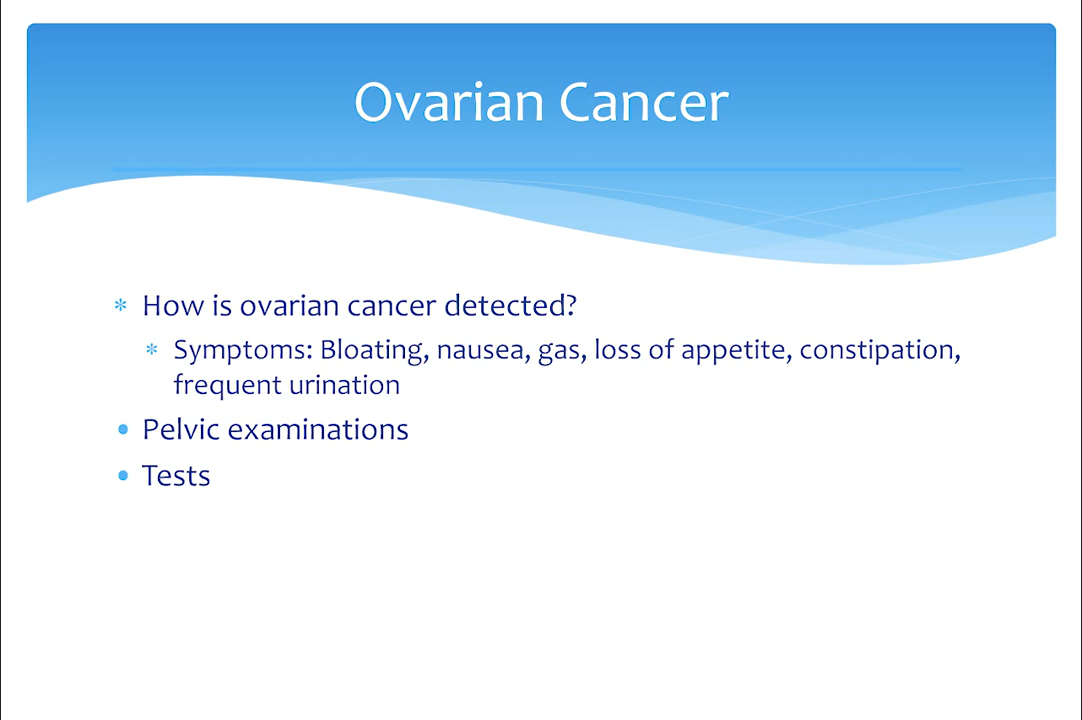 Ovarian Cancer
* How is ovarian cancer detected?
* Symptoms: Bloating, nausea, gas, loss of appetite, constipation,
frequent urination
• Pelvic examinations
• Tests